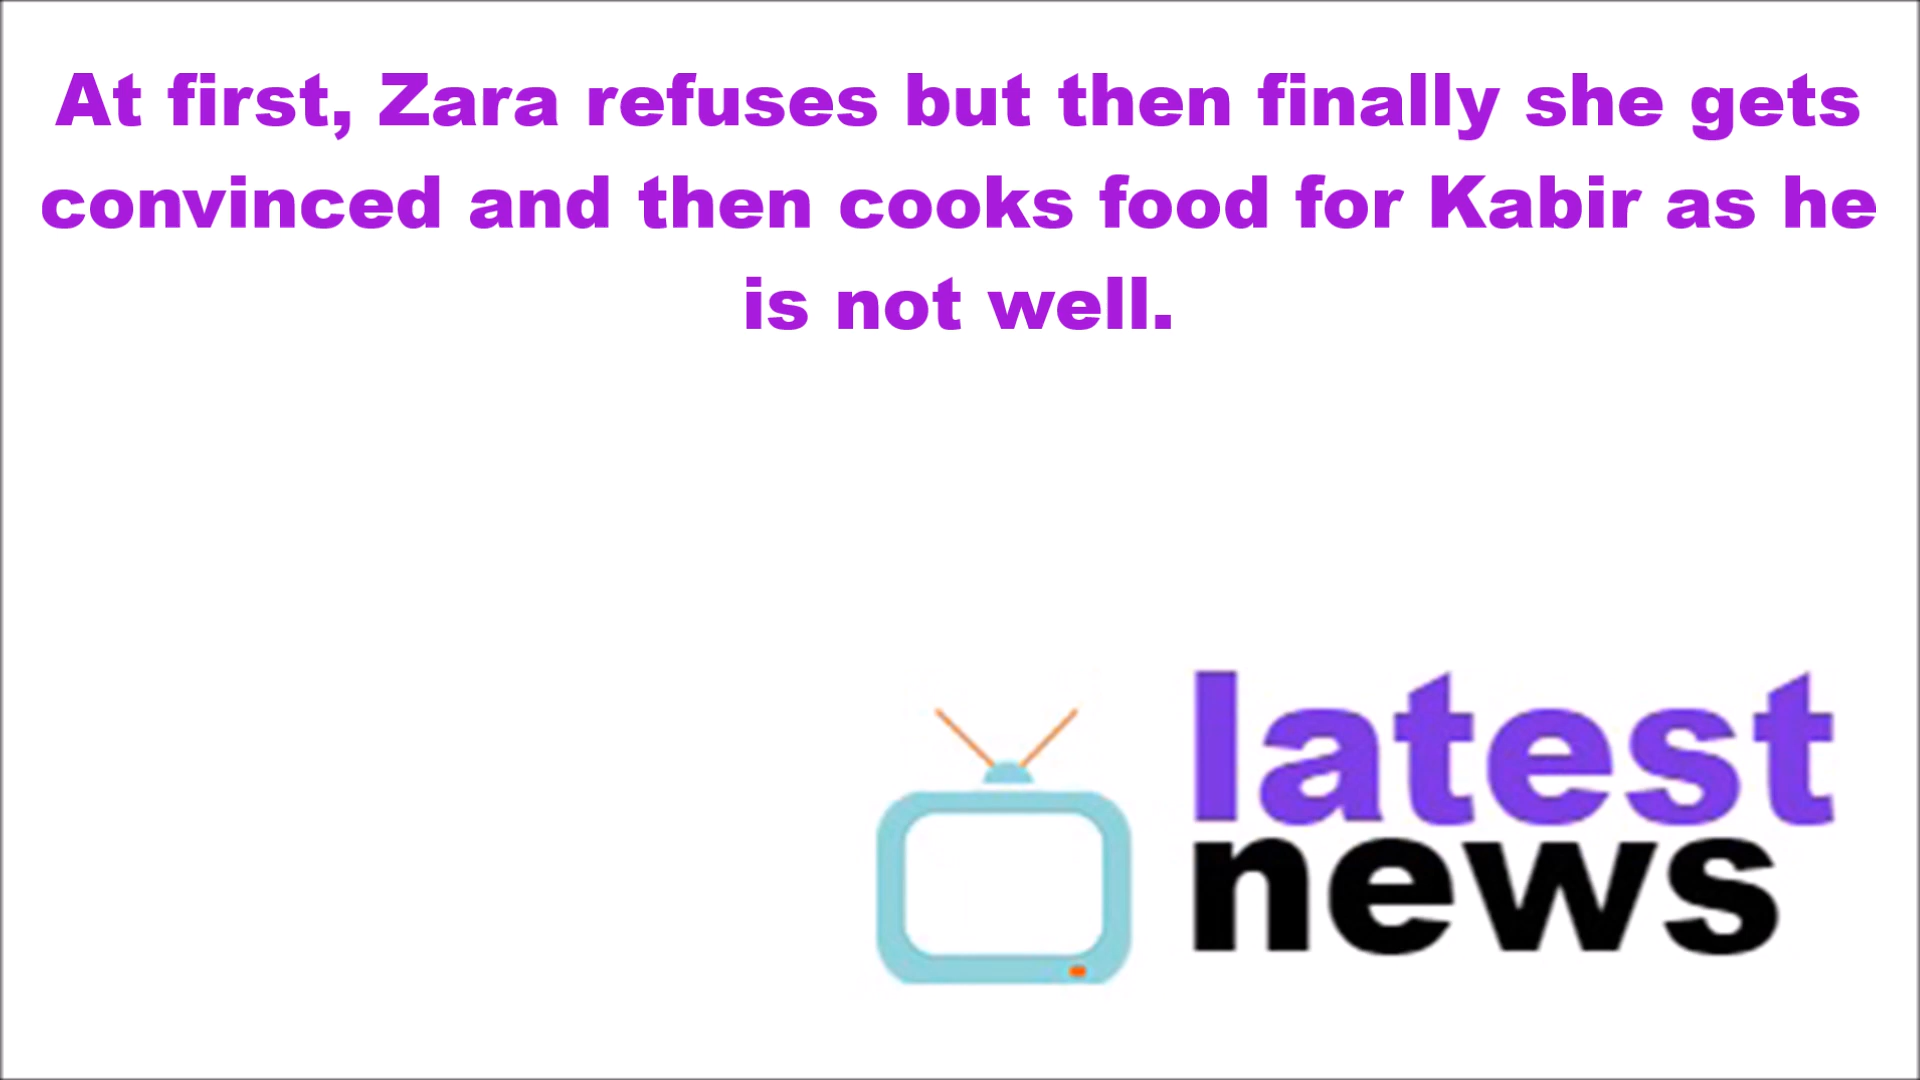 At first, Zara refuses but then finally she gets
convinced and then cooks food for Kabir as he
is not well.
latest
news